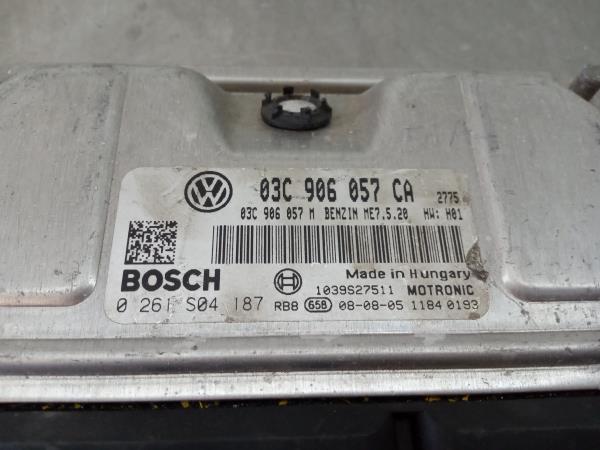 03C 906 057 CA 2775
03C 906 057 M BENZIN ME7.5.20 HW: H01
Made in Hungary
BOSCH 1039S27511 MOTRONIC
0 261 S04 187 RB8 658 08-08-05 1184 0193